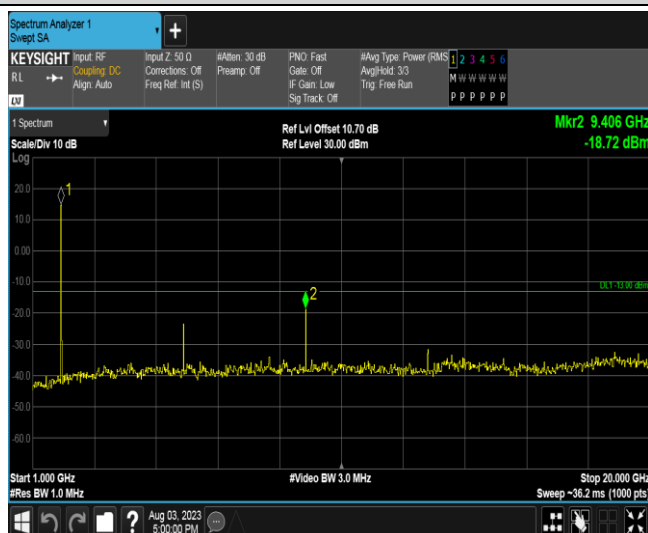 Spectrum Analyzer 1
Swept SA
+
KEYSIGHT
RL
LXI
Input: RF
Coupling: DC
Align: Auto
Input Z: 50 Ω
Corrections: Off
Freq Ref: Int (S)
#Atten: 30 dB
Preamp: Off
PNO: Fast
Gate: Off
IF Gain: Low
Sig Track: Off
#Avg Type: Power (RMS
Avg|Hold: 3/3
Trig: Free Run
1 2 3 4 5 6
M W W W W W
P P P P P P
1 Spectrum
Scale/Div 10 dB
Log
Ref Lvl Offset 10.70 dB
Ref Level 30.00 dBm
Mkr2 9.406 GHz
-18.72 dBm
20.0
10.0
0.00
-10.0
-20.0
-30.0
-40.0
-50.0
-60.0
1
2
DL1 -13.00 dBm
Start 1.000 GHz
#Res BW 1.0 MHz
#Video BW 3.0 MHz
Stop 20.000 GHz
Sweep ~36.2 ms (1000 pts)
?
Aug 03, 2023
5:00:00 PM